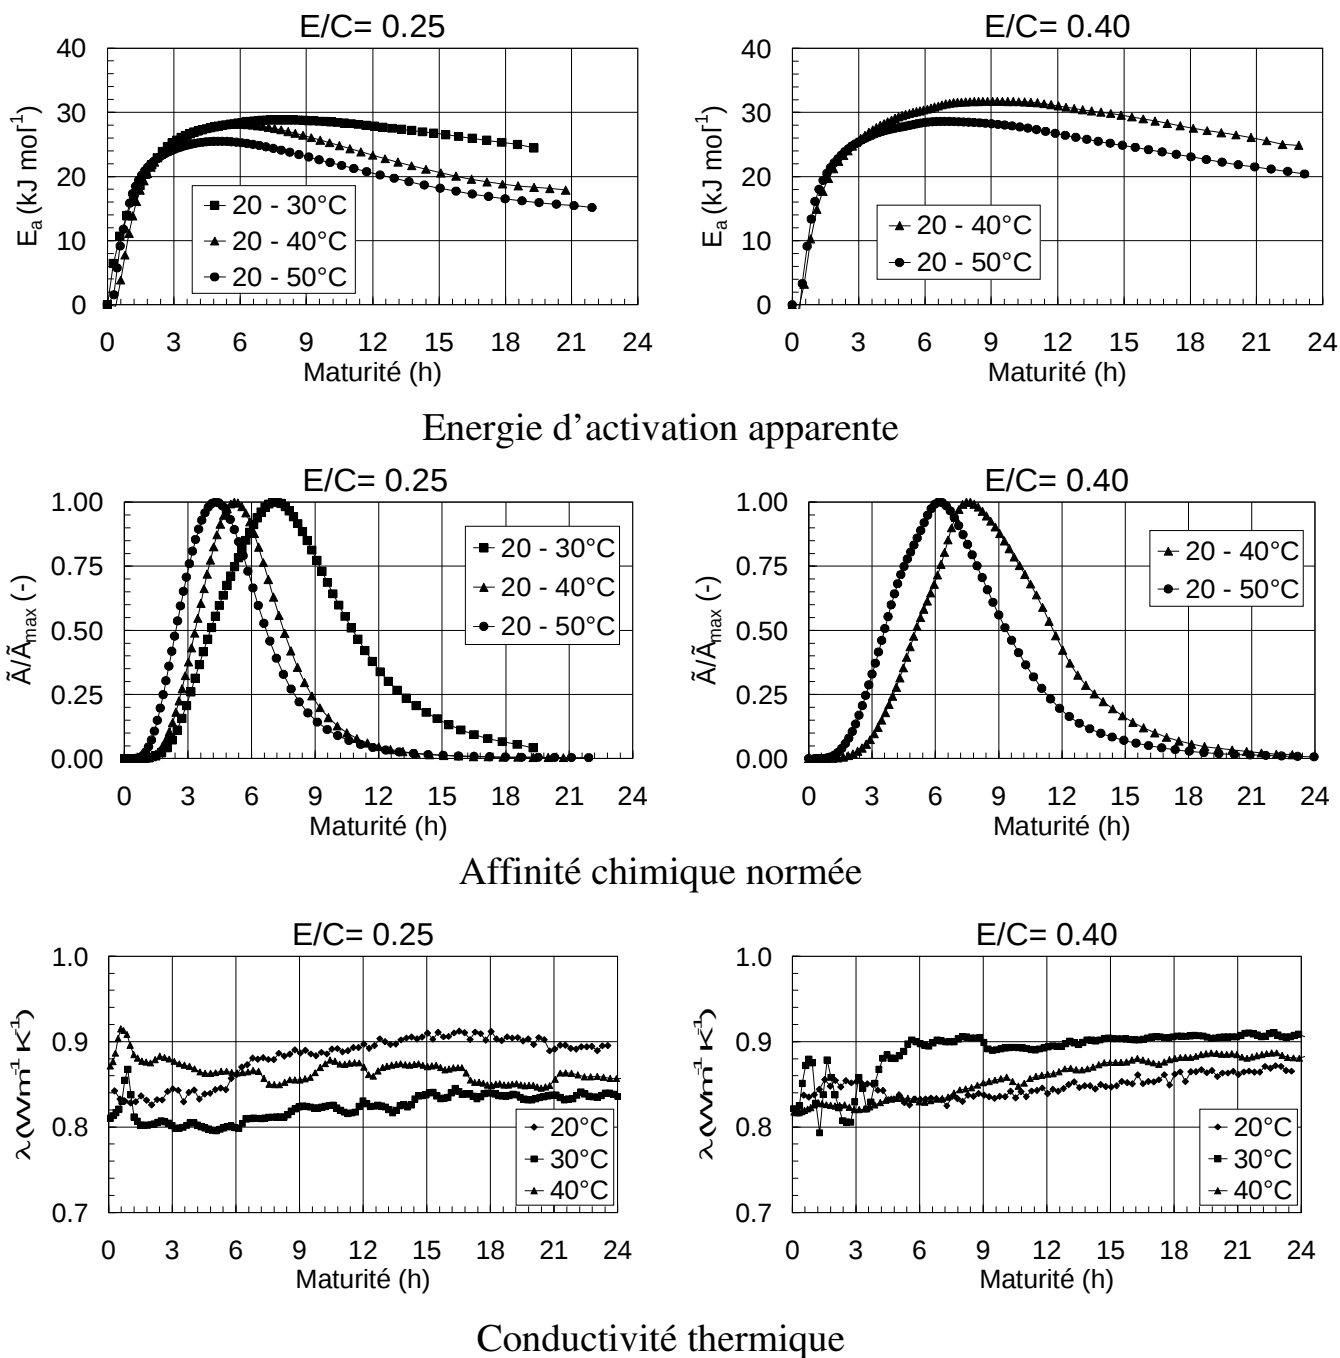 E/C= 0.25
40
30
20
10
0
E_a (kJ mol⁻¹)
20 - 30°C
20 - 40°C
20 - 50°C
0 3 6 9 12 15 18 21 24
Maturité (h)
E/C= 0.40
40
30
20
10
0
E_a (kJ mol⁻¹)
20 - 40°C
20 - 50°C
0 3 6 9 12 15 18 21 24
Maturité (h)
Energie d’activation apparente
E/C= 0.25
1.00
0.75
0.50
0.25
0.00
Ã/Ã_max (-)
20 - 30°C
20 - 40°C
20 - 50°C
0 3 6 9 12 15 18 21 24
Maturité (h)
E/C= 0.40
1.00
0.75
0.50
0.25
0.00
Ã/Ã_max (-)
20 - 40°C
20 - 50°C
0 3 6 9 12 15 18 21 24
Maturité (h)
Affinité chimique normée
E/C= 0.25
1.0
0.9
0.8
0.7
λ(Wm⁻¹ K⁻¹)
20°C
30°C
40°C
0 3 6 9 12 15 18 21 24
Maturité (h)
E/C= 0.40
1.0
0.9
0.8
0.7
λ(Wm⁻¹ K⁻¹)
20°C
30°C
40°C
0 3 6 9 12 15 18 21 24
Maturité (h)
Conductivité thermique